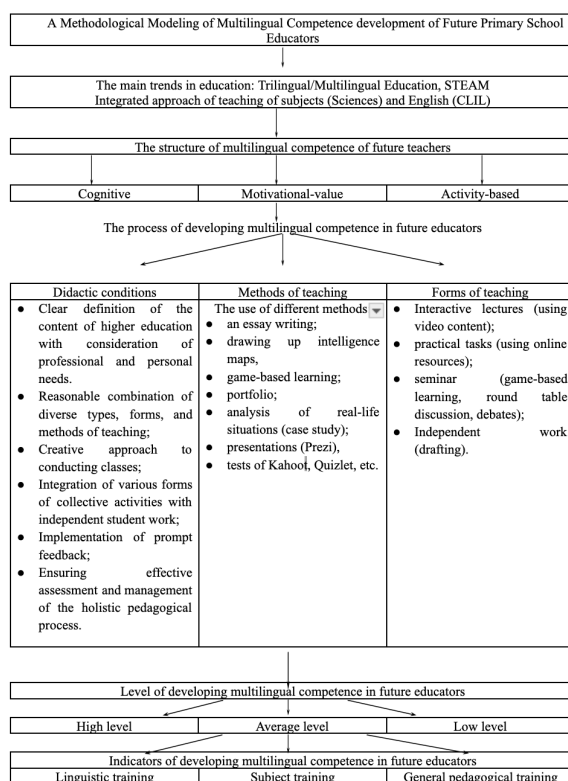 A Methodological Modeling of Multilingual Competence development of Future Primary School
Educators
The main trends in education: Trilingual/Multilingual Education, STEAM
Integrated approach of teaching of subjects (Sciences) and English (CLIL)
The structure of multilingual competence of future teachers
Cognitive
Motivational-value
Activity-based
The process of developing multilingual competence in future educators
Didactic conditions
● Clear definition of the
content of higher education
with consideration of
professional and personal
needs.
● Reasonable combination of
diverse types, forms, and
methods of teaching;
● Creative approach to
conducting classes;
● Integration of various forms
of collective activities with
independent student work;
● Implementation of prompt
feedback;
● Ensuring effective
assessment and management
of the holistic pedagogical
process.
Methods of teaching
The use of different methods
● an essay writing;
● drawing up intelligence
maps,
● game-based learning;
● portfolio;
● analysis of real-life
situations (case study);
● presentations (Prezi),
● tests of Kahoot, Quizlet, etc.
Forms of teaching
● Interactive lectures (using
video content);
● practical tasks (using online
resources);
● seminar (game-based
learning, round table
discussion, debates);
● Independent work
(drafting).
Level of developing multilingual competence in future educators
High level
Average level
Low level
Indicators of developing multilingual competence in future educators
Linguistic training
Subject training
General pedagogical training